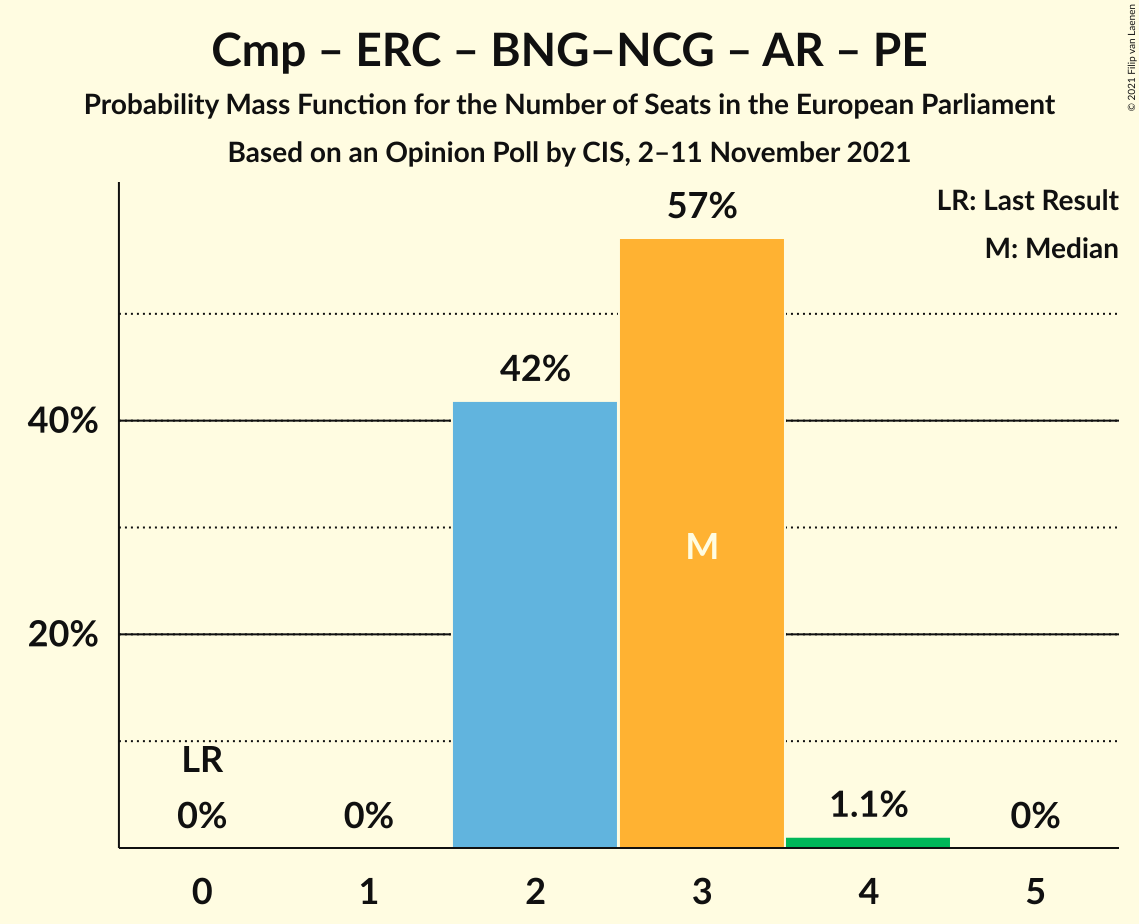 Cmp – ERC – BNG–NCG – AR – PE
Probability Mass Function for the Number of Seats in the European Parliament
Based on an Opinion Poll by CIS, 2–11 November 2021
© 2021 Filip van Laenen
LR: Last Result
M: Median
57%
42%
40%
M
20%
LR
0%
0%
1.1%
0%
0
1
2
3
4
5